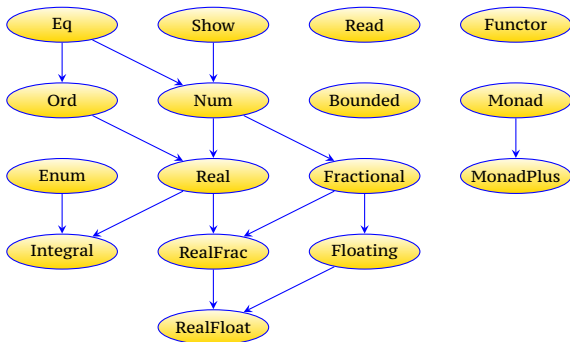 Eq
Show
Read
Functor
Ord
Num
Bounded
Monad
Enum
Real
Fractional
MonadPlus
Integral
RealFrac
Floating
RealFloat